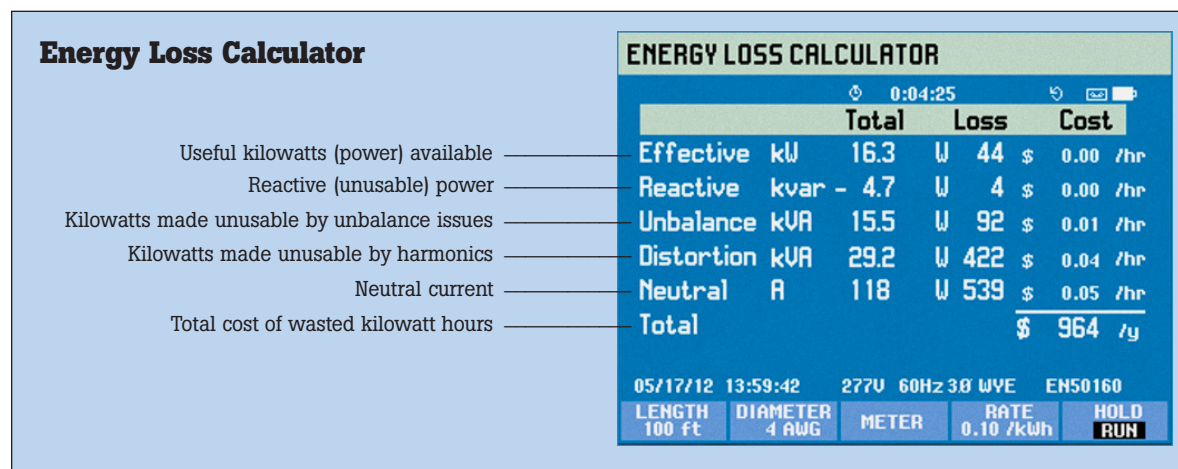 Energy Loss Calculator
ENERGY LOSS CALCULATOR
0:04:25
Total Loss Cost
Useful kilowatts (power) available
Effective kW 16.3 W 44 $ 0.00 /hr
Reactive (unusable) power
Reactive kvar - 4.7 W 4 $ 0.00 /hr
Kilowatts made unusable by unbalance issues
Unbalance kVA 15.5 W 92 $ 0.01 /hr
Kilowatts made unusable by harmonics
Distortion kVA 29.2 W 422 $ 0.04 /hr
Neutral current
Neutral A 118 W 539 $ 0.05 /hr
Total cost of wasted kilowatt hours
Total $ 964 /y
05/17/12 13:59:42 277V 60Hz 3Ø WYE EN50160
LENGTH DIAMETER METER RATE HOLD
100 ft 4 AWG 0.10 /kWh RUN